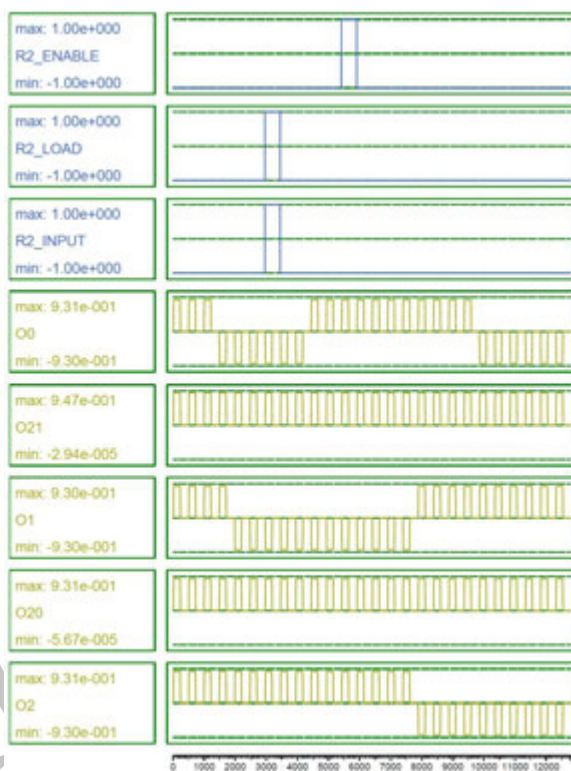 max: 1.00e+000
R2_ENABLE
min: -1.00e+000
max: 1.00e+000
R2_LOAD
min: -1.00e+000
max: 1.00e+000
R2_INPUT
min: -1.00e+000
max: 9.31e-001
O0
min: -9.30e-001
max: 9.47e-001
O21
min: -2.94e-005
max: 9.30e-001
O1
min: -9.30e-001
max: 9.31e-001
O20
min: -5.67e-005
max: 9.31e-001
O2
min: -9.30e-001
0 1000 2000 3000 4000 5000 6000 7000 8000 9000 10000 11000 12000